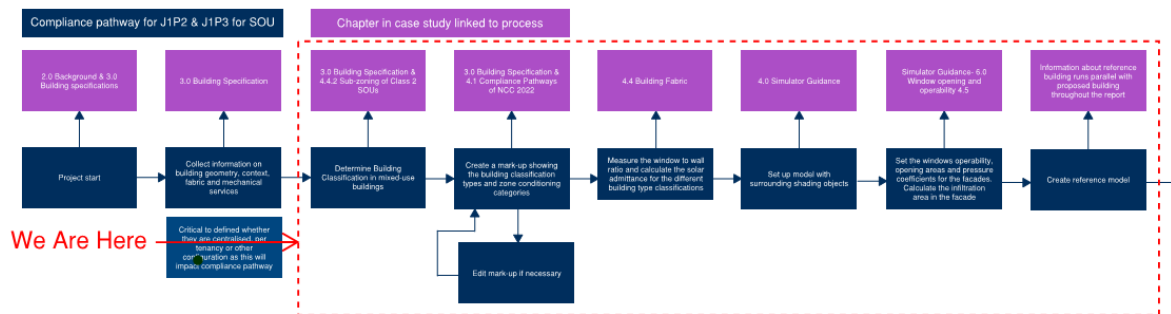 Compliance pathway for J1P2 & J1P3 for SOU
Chapter in case study linked to process
2.0 Background & 3.0
Building specifications
3.0 Building Specification
3.0 Building Specification &
4.4.2 Sub-zoning of Class 2
SOUs
3.0 Building Specification &
4.1 Compliance Pathways
of NCC 2022
4.4 Building Fabric
4.0 Simulator Guidance
Simulator Guidance- 6.0
Window opening and
operability 4.5
Information about reference
building runs parallel with
proposed building
throughout the report
Project start
Collect information on
building geometry, context,
fabric and mechanical
services
Determine Building
Classification in mixed-use
buildings
Create a mark-up showing
the building classification
types and zone conditioning
categories
Measure the window to wall
ratio and calculate the solar
admittance for the different
building type classifications
Set up model with
surrounding shading objects
Set the windows operability,
opening areas and pressure
coefficients for the facades.
Calculate the infiltration
area in the facade
Create reference model
We Are Here
Critical to defined whether
they are centralised, per
tenancy or other
configuration as this will
impact compliance pathway
Edit mark-up if necessary